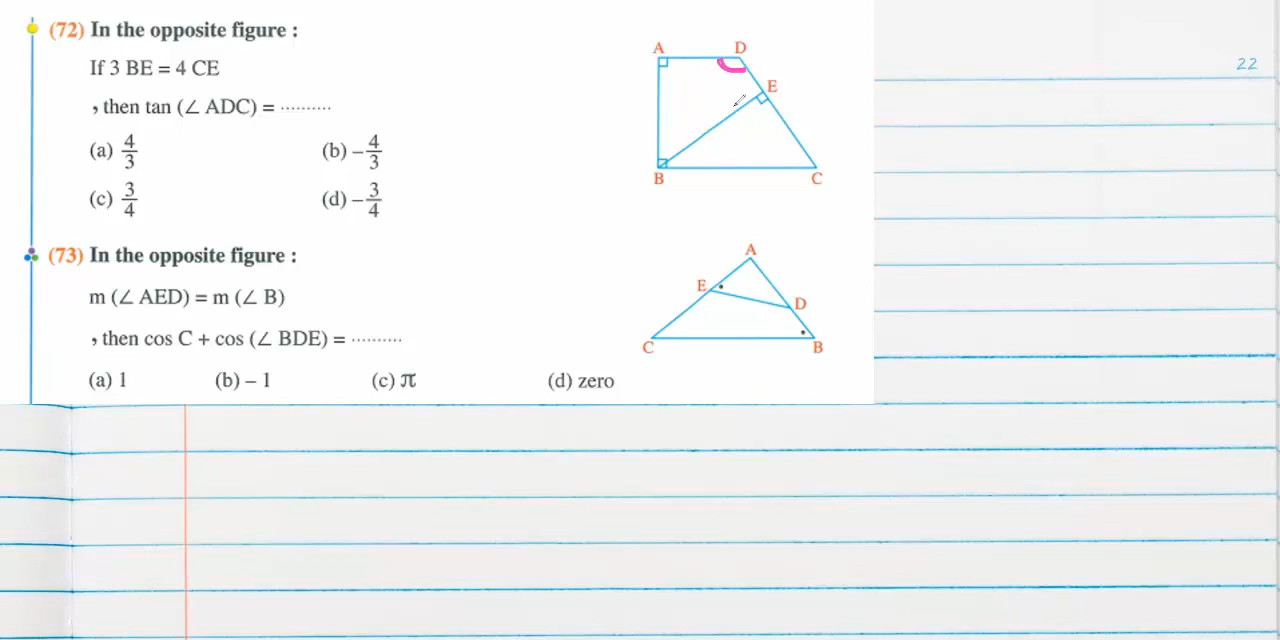 (72) In the opposite figure :
If 3 BE = 4 CE
, then tan (∠ ADC) = ··········
(a) 4/3 (b) – 4/3
(c) 3/4 (d) – 3/4
A D E B C
22
(73) In the opposite figure :
m (∠ AED) = m (∠ B)
, then cos C + cos (∠ BDE) = ··········
(a) 1 (b) – 1 (c) π (d) zero
A E D C B